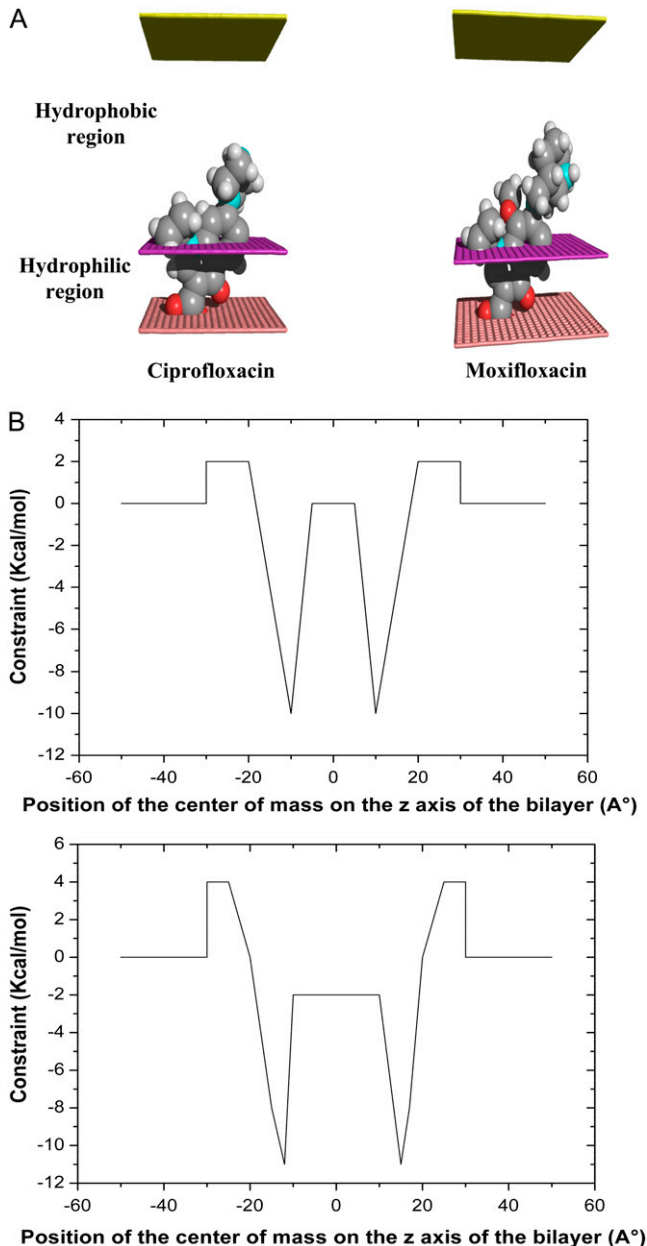 A
Hydrophobic
region
Hydrophilic
region
Ciprofloxacin
Moxifloxacin
B
4
2
0
-2
-4
-6
-8
-10
-12
Constraint (Kcal/mol)
-60
-40
-20
0
20
40
60
Position of the center of mass on the z axis of the bilayer (A°)
6
4
2
0
-2
-4
-6
-8
-10
-12
Constraint (Kcal/mol)
-60
-40
-20
0
20
40
60
Position of the center of mass on the z axis of the bilayer (A°)